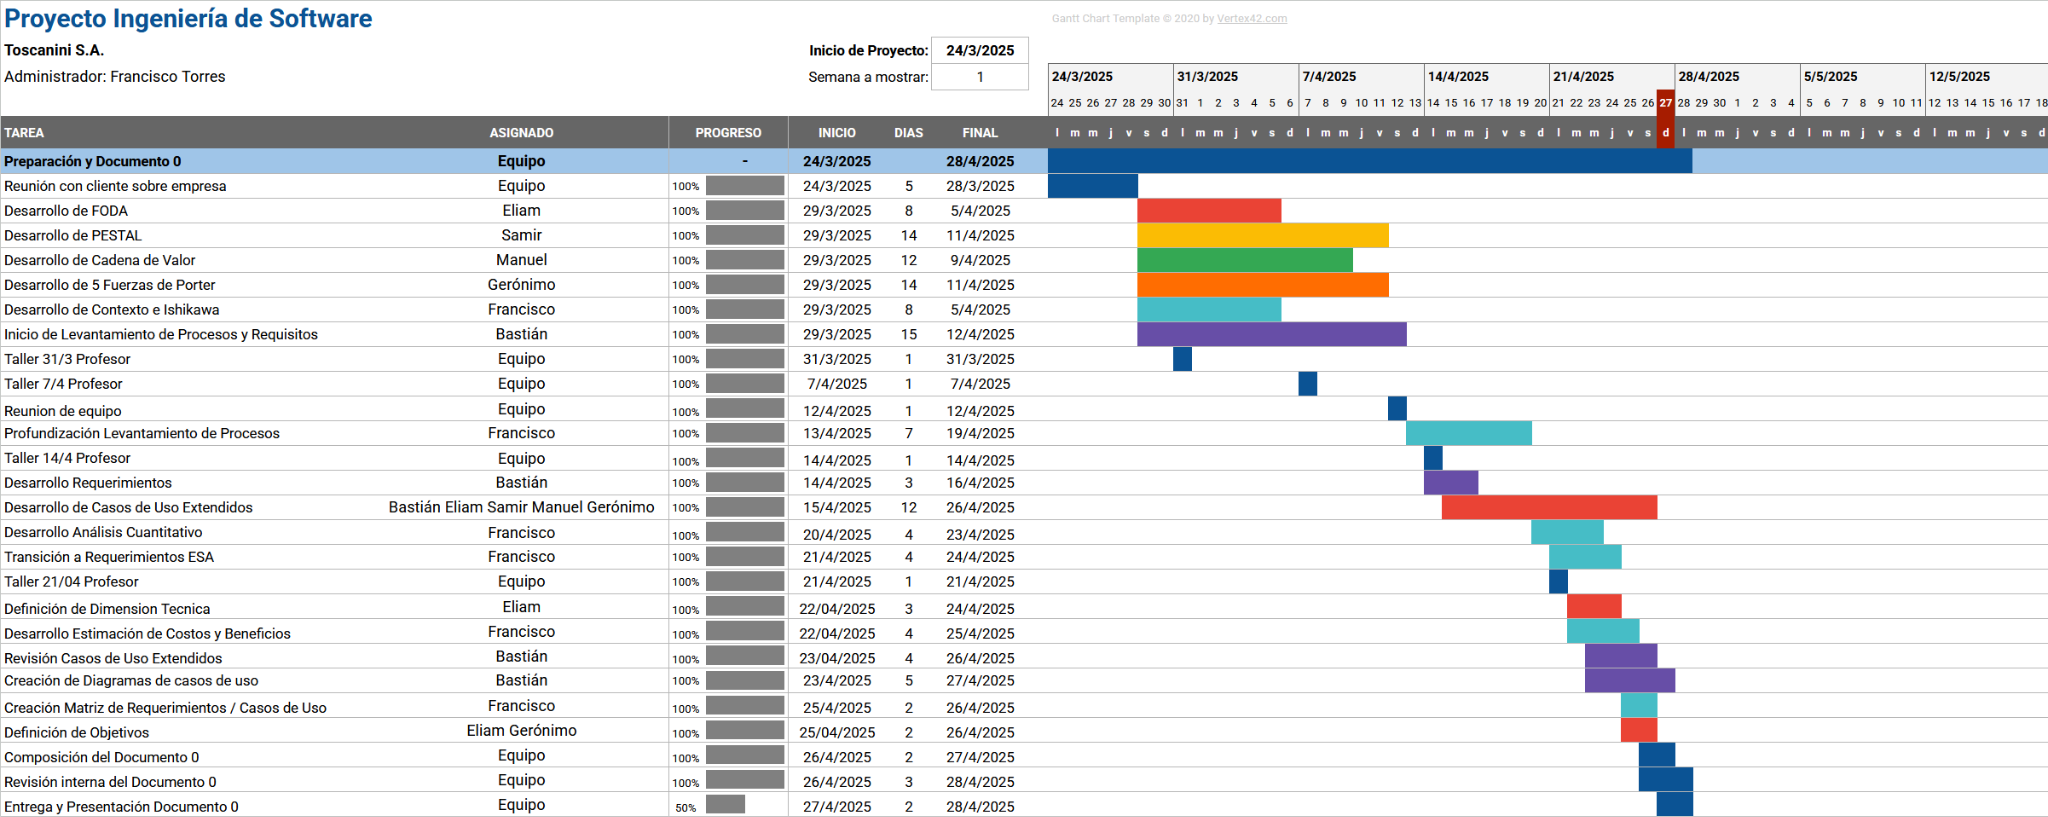 Proyecto Ingeniería de Software
Gantt Chart Template © 2020 by Vertex42.com
Toscanini S.A.
Inicio de Proyecto: 24/3/2025
Administrador: Francisco Torres
Semana a mostrar: 1
24/3/2025 31/3/2025 7/4/2025 14/4/2025 21/4/2025 28/4/2025 5/5/2025 12/5/2025
24 25 26 27 28 29 30 31 1 2 3 4 5 6 7 8 9 10 11 12 13 14 15 16 17 18 19 20 21 22 23 24 25 26 27 28 29 30 1 2 3 4 5 6 7 8 9 10 11 12 13 14 15 16 17 18
TAREA ASIGNADO PROGRESO INICIO DIAS FINAL l m m j v s d l m m j v s d l m m j v s d l m m j v s d l m m j v s d l m m j v s d l m m j v s d l m m j v s d
Preparación y Documento 0 Equipo - 24/3/2025 28/4/2025
Reunión con cliente sobre empresa Equipo 100% 24/3/2025 5 28/3/2025
Desarrollo de FODA Eliam 100% 29/3/2025 8 5/4/2025
Desarrollo de PESTAL Samir 100% 29/3/2025 14 11/4/2025
Desarrollo de Cadena de Valor Manuel 100% 29/3/2025 12 9/4/2025
Desarrollo de 5 Fuerzas de Porter Gerónimo 100% 29/3/2025 14 11/4/2025
Desarrollo de Contexto e Ishikawa Francisco 100% 29/3/2025 8 5/4/2025
Inicio de Levantamiento de Procesos y Requisitos Bastián 100% 29/3/2025 15 12/4/2025
Taller 31/3 Profesor Equipo 100% 31/3/2025 1 31/3/2025
Taller 7/4 Profesor Equipo 100% 7/4/2025 1 7/4/2025
Reunion de equipo Equipo 100% 12/4/2025 1 12/4/2025
Profundización Levantamiento de Procesos Francisco 100% 13/4/2025 7 19/4/2025
Taller 14/4 Profesor Equipo 100% 14/4/2025 1 14/4/2025
Desarrollo Requerimientos Bastián 100% 14/4/2025 3 16/4/2025
Desarrollo de Casos de Uso Extendidos Bastián Eliam Samir Manuel Gerónimo 100% 15/4/2025 12 26/4/2025
Desarrollo Análisis Cuantitativo Francisco 100% 20/4/2025 4 23/4/2025
Transición a Requerimientos ESA Francisco 100% 21/4/2025 4 24/4/2025
Taller 21/04 Profesor Equipo 100% 21/4/2025 1 21/4/2025
Definición de Dimension Tecnica Eliam 100% 22/04/2025 3 24/4/2025
Desarrollo Estimación de Costos y Beneficios Francisco 100% 22/04/2025 4 25/4/2025
Revisión Casos de Uso Extendidos Bastián 100% 23/04/2025 4 26/4/2025
Creación de Diagramas de casos de uso Bastián 100% 23/4/2025 5 27/4/2025
Creación Matriz de Requerimientos / Casos de Uso Francisco 100% 25/4/2025 2 26/4/2025
Definición de Objetivos Eliam Gerónimo 100% 25/04/2025 2 26/4/2025
Composición del Documento 0 Equipo 100% 26/4/2025 2 27/4/2025
Revisión interna del Documento 0 Equipo 100% 26/4/2025 3 28/4/2025
Entrega y Presentación Documento 0 Equipo 50% 27/4/2025 2 28/4/2025